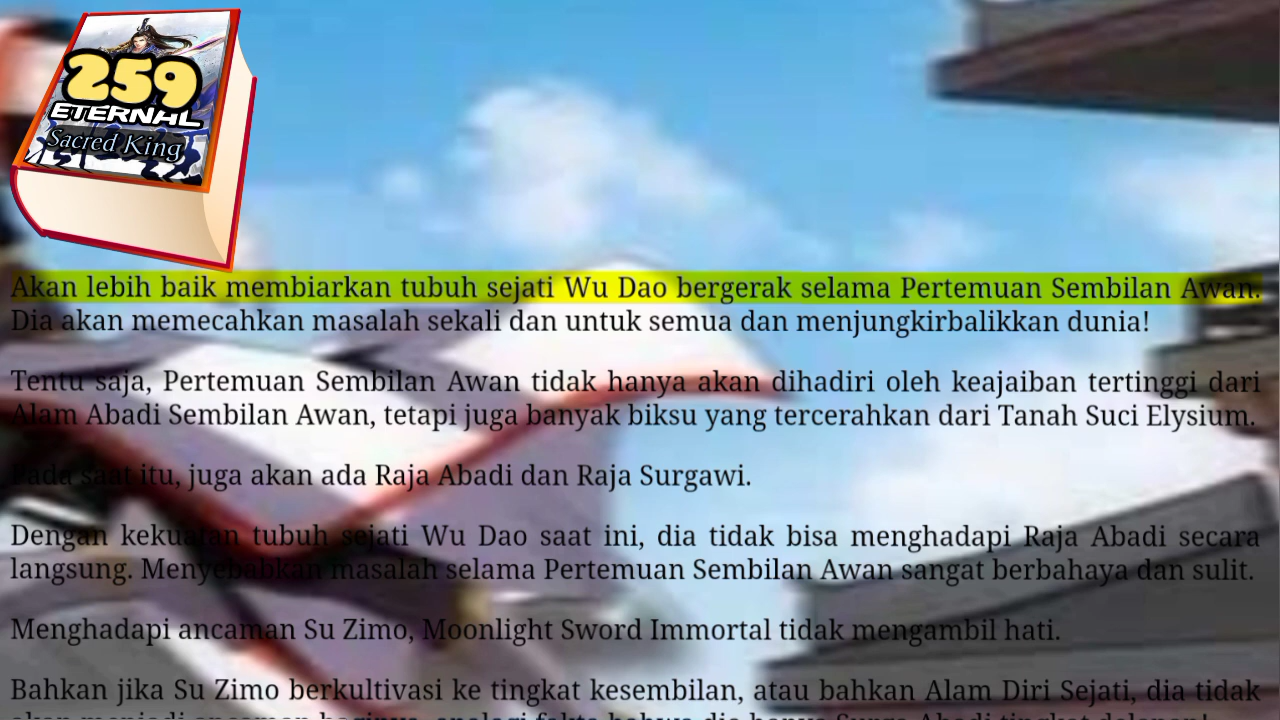 259
ETERNAL
Sacred King
Akan lebih baik membiarkan tubuh sejati Wu Dao bergerak selama Pertemuan Sembilan Awan.
Dia akan memecahkan masalah sekali dan untuk semua dan menjungkirbalikkan dunia!
Tentu saja, Pertemuan Sembilan Awan tidak hanya akan dihadiri oleh keajaiban tertinggi dari
Alam Abadi Sembilan Awan, tetapi juga banyak biksu yang tercerahkan dari Tanah Suci Elysium.
Pada saat itu, juga akan ada Raja Abadi dan Raja Surgawi.
Dengan kekuatan tubuh sejati Wu Dao saat ini, dia tidak bisa menghadapi Raja Abadi secara
langsung. Menyebabkan masalah selama Pertemuan Sembilan Awan sangat berbahaya dan sulit.
Menghadapi ancaman Su Zimo, Moonlight Sword Immortal tidak mengambil hati.
Bahkan jika Su Zimo berkultivasi ke tingkat kesembilan, atau bahkan Alam Diri Sejati, dia tidak